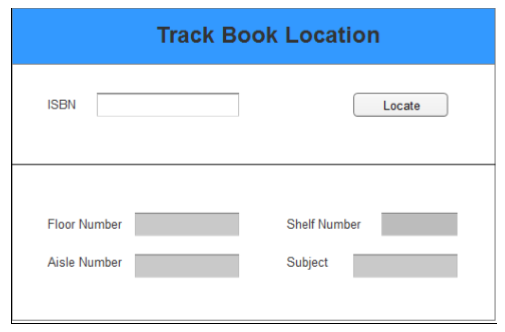 Track Book Location
ISBN
Locate
Floor Number
Shelf Number
Aisle Number
Subject